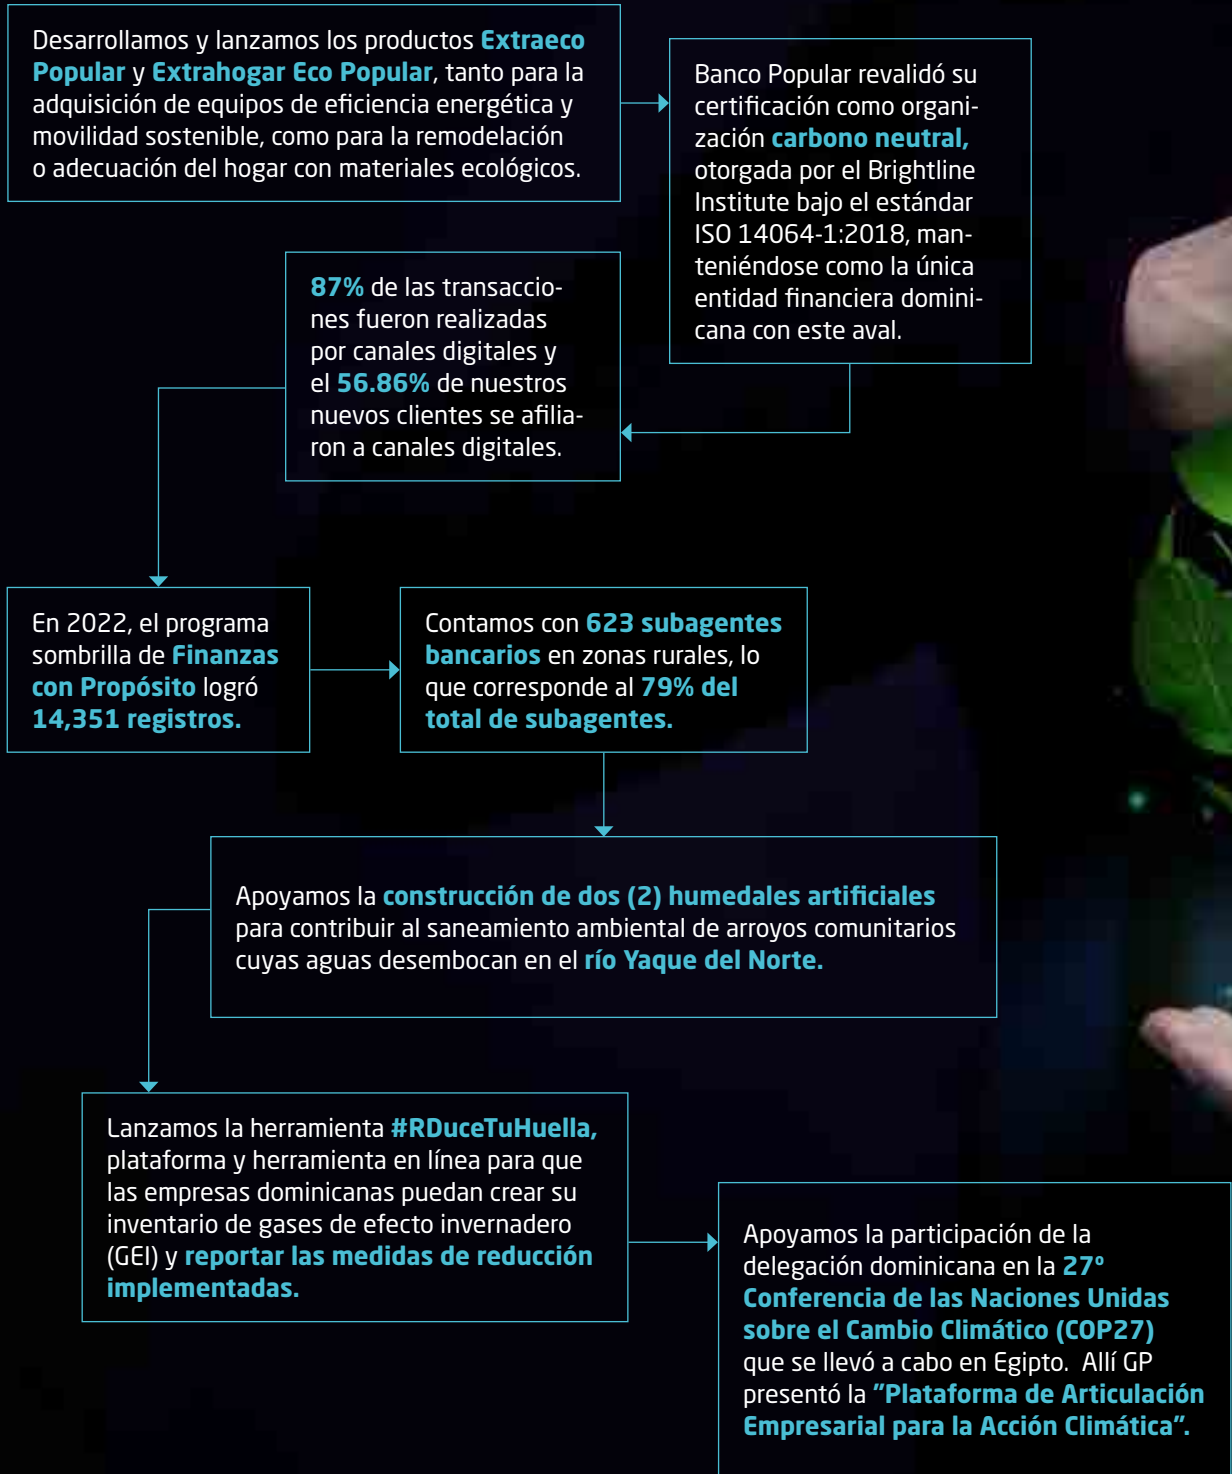 Desarrollamos y lanzamos los productos Extraeco
Popular y Extrahogar Eco Popular, tanto para la
adquisición de equipos de eficiencia energética y
movilidad sostenible, como para la remodelación
o adecuación del hogar con materiales ecológicos.
Banco Popular revalidó su
certificación como organi-
zación carbono neutral,
otorgada por el Brightline
Institute bajo el estándar
ISO 14064-1:2018, man-
teniéndose como la única
entidad financiera domini-
cana con este aval.
87% de las transaccio-
nes fueron realizadas
por canales digitales y
el 56.86% de nuestros
nuevos clientes se afilia-
ron a canales digitales.
En 2022, el programa
sombrilla de Finanzas
con Propósito logró
14,351 registros.
Contamos con 623 subagentes
bancarios en zonas rurales, lo
que corresponde al 79% del
total de subagentes.
Apoyamos la construcción de dos (2) humedales artificiales
para contribuir al saneamiento ambiental de arroyos comunitarios
cuyas aguas desembocan en el río Yaque del Norte.
Lanzamos la herramienta #RDuceTuHuella,
plataforma y herramienta en línea para que
las empresas dominicanas puedan crear su
inventario de gases de efecto invernadero
(GEI) y reportar las medidas de reducción
implementadas.
Apoyamos la participación de la
delegación dominicana en la 27º
Conferencia de las Naciones Unidas
sobre el Cambio Climático (COP27)
que se llevó a cabo en Egipto. Allí GP
presentó la "Plataforma de Articulación
Empresarial para la Acción Climática".